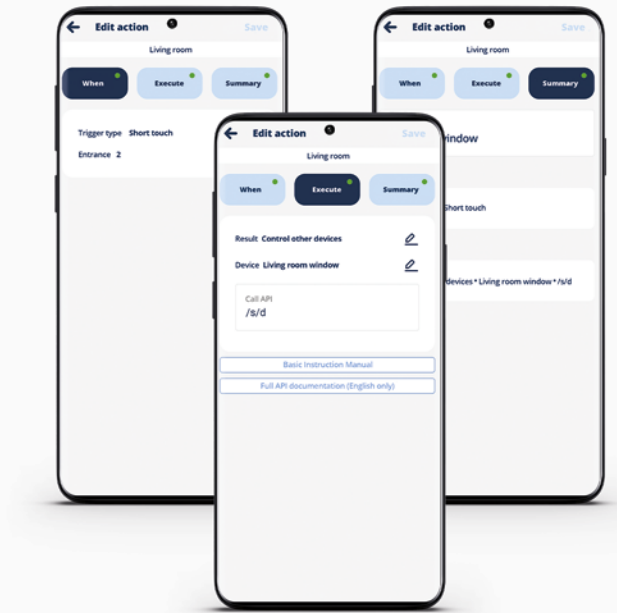 Edit action Save
Living room
When Execute Summary
Trigger type Short touch
Entrance 2
Edit action Save
Living room
When Execute Summary
Result Control other devices
Device Living room window
Call API
/s/d
Basic Instruction Manual
Full API documentation (English only)
Edit action Save
Living room
When Execute Summary
indow
Short touch
devices * Living room window * /s/d